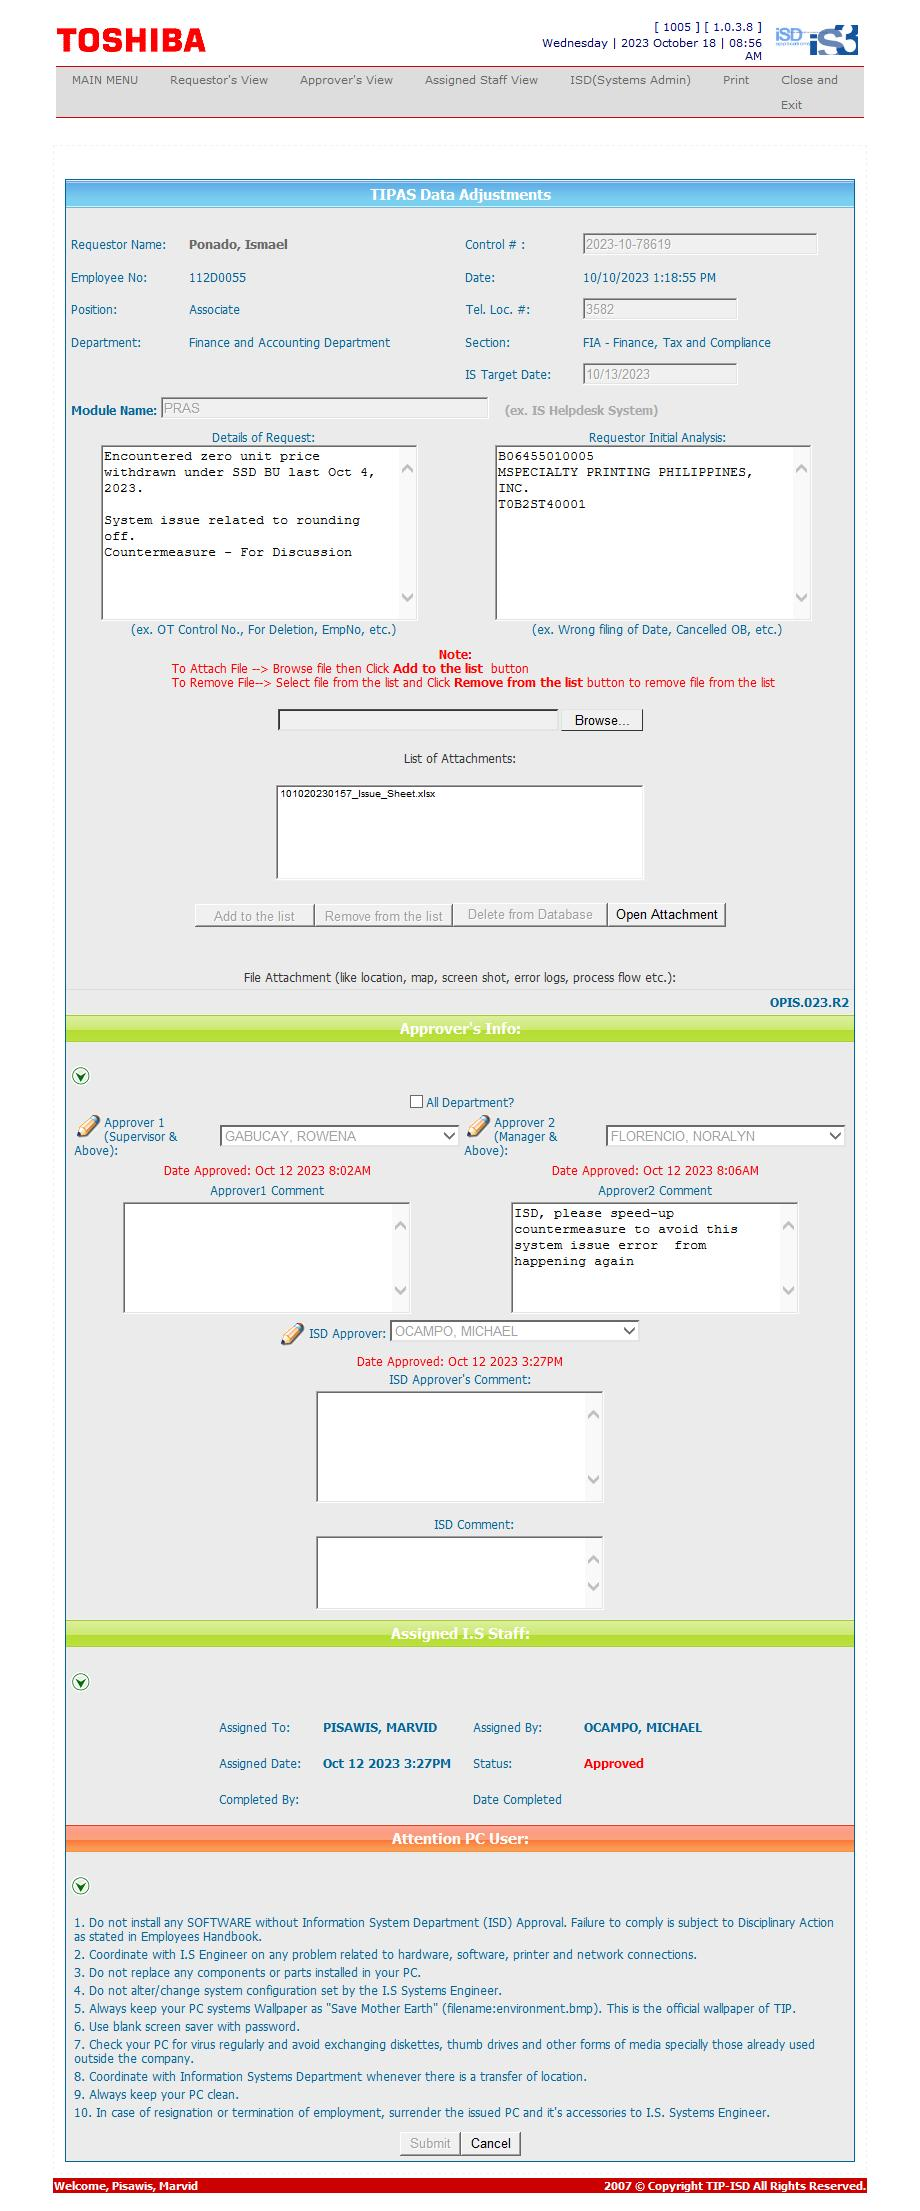 TOSHIBA
[ 1005 ] [ 1.0.3.8 ]
Wednesday | 2023 October 18 | 08:56 AM
MAIN MENU Requestor's View Approver's View Assigned Staff View ISD(Systems Admin) Print Close and Exit
TIPAS Data Adjustments
Requestor Name: Ponado, Ismael Control # : 2023-10-78619
Employee No: 112D0055 Date: 10/10/2023 1:18:55 PM
Position: Associate Tel. Loc. #: 3582
Department: Finance and Accounting Department Section: FIA - Finance, Tax and Compliance
IS Target Date: 10/13/2023
Module Name: PRAS (ex. IS Helpdesk System)
Details of Request:
Encountered zero unit price
withdrawn under SSD BU last Oct 4,
2023.
System issue related to rounding
off.
Countermeasure - For Discussion
(ex. OT Control No., For Deletion, EmpNo, etc.)
Requestor Initial Analysis:
B06455010005
MSPECIALTY PRINTING PHILIPPINES,
INC.
T0B2ST40001
(ex. Wrong filing of Date, Cancelled OB, etc.)
Note:
To Attach File --> Browse file then Click Add to the list button
To Remove File--> Select file from the list and Click Remove from the list button to remove file from the list
Browse...
List of Attachments:
101020230157_Issue_Sheet.xlsx
Add to the list Remove from the list Delete from Database Open Attachment
File Attachment (like location, map, screen shot, error logs, process flow etc.):
OPIS.023.R2
Approver's Info:
All Department?
Approver 1
(Supervisor &
Above):
GABUCAY, ROWENA
Approver 2
(Manager &
Above):
FLORENCIO, NORALYN
Date Approved: Oct 12 2023 8:02AM Date Approved: Oct 12 2023 8:06AM
Approver1 Comment Approver2 Comment
ISD, please speed-up
countermeasure to avoid this
system issue error from
happening again
ISD Approver: OCAMPO, MICHAEL
Date Approved: Oct 12 2023 3:27PM
ISD Approver's Comment:
ISD Comment:
Assigned I.S Staff:
Assigned To: PISAWIS, MARVID Assigned By: OCAMPO, MICHAEL
Assigned Date: Oct 12 2023 3:27PM Status: Approved
Completed By: Date Completed
Attention PC User:
1. Do not install any SOFTWARE without Information System Department (ISD) Approval. Failure to comply is subject to Disciplinary Action
as stated in Employees Handbook.
2. Coordinate with I.S Engineer on any problem related to hardware, software, printer and network connections.
3. Do not replace any components or parts installed in your PC.
4. Do not alter/change system configuration set by the I.S Systems Engineer.
5. Always keep your PC systems Wallpaper as "Save Mother Earth" (filename:environment.bmp). This is the official wallpaper of TIP.
6. Use blank screen saver with password.
7. Check your PC for virus regularly and avoid exchanging diskettes, thumb drives and other forms of media specially those already used
outside the company.
8. Coordinate with Information Systems Department whenever there is a transfer of location.
9. Always keep your PC clean.
10. In case of resignation or termination of employment, surrender the issued PC and it's accessories to I.S. Systems Engineer.
Submit Cancel
Welcome, Pisawis, Marvid 2007 © Copyright TIP-ISD All Rights Reserved.